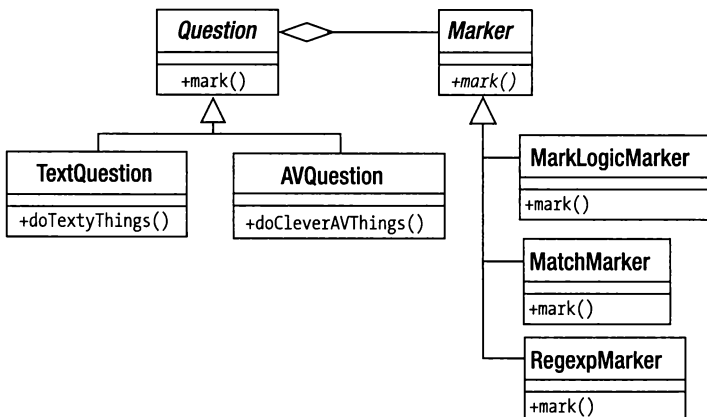 Question
+mark()
Marker
+mark()
TextQuestion
+doTextyThings()
AVQuestion
+doCleverAVThings()
MarkLogicMarker
+mark()
MatchMarker
+mark()
RegexpMarker
+mark()